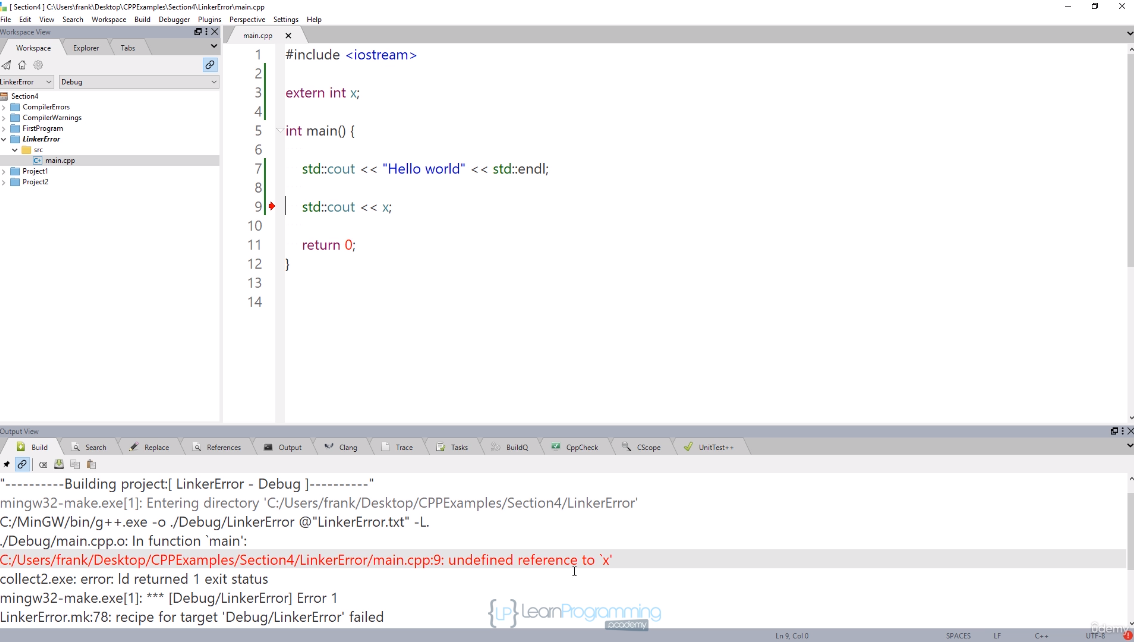 [ Section4 ] C:\Users\frank\Desktop\CPPExamples\Section4\LinkerError\main.cpp
File Edit View Search Workspace Build Debugger Plugins Perspective Settings Help
Workspace View
Workspace Explorer Tabs
LinkerError Debug
Section4
CompilerErrors
CompilerWarnings
FirstProgram
LinkerError
src
main.cpp
Project1
Project2
main.cpp
1 #include <iostream>
2
3 extern int x;
4
5 int main() {
6
7 std::cout << "Hello world" << std::endl;
8
9 std::cout << x;
10
11 return 0;
12 }
13
14
Output View
Build Search Replace References Output Clang Trace Tasks BuildQ CppCheck CScope UnitTest++
"----------Building project:[ LinkerError - Debug ]----------"
mingw32-make.exe[1]: Entering directory 'C:/Users/frank/Desktop/CPPExamples/Section4/LinkerError'
C:/MinGW/bin/g++.exe -o ./Debug/LinkerError @"LinkerError.txt" -L.
./Debug/main.cpp.o: In function `main':
C:/Users/frank/Desktop/CPPExamples/Section4/LinkerError/main.cpp:9: undefined reference to `x'
collect2.exe: error: ld returned 1 exit status
mingw32-make.exe[1]: *** [Debug/LinkerError] Error 1
LinkerError.mk:78: recipe for target 'Debug/LinkerError' failed
{LP} LearnProgramming
academy
Ln 9, Col 0 SPACES LF C++ UTF-8
Udemy